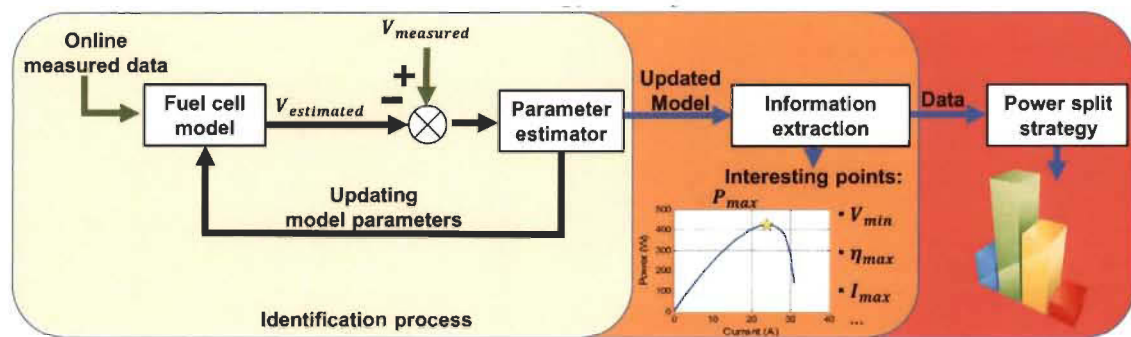 Online
measured data
Fuel cell
model
V_estimated
V_measured
+
−
Parameter
estimator
Updating
model parameters
Identification process
Updated
Model
Information
extraction
Interesting points:
P_max
Power (W)
500
400
300
200
100
0
0 10 20 30 40
Current (A)
▪ V_min
▪ η_max
▪ I_max
...
Data
Power split
strategy